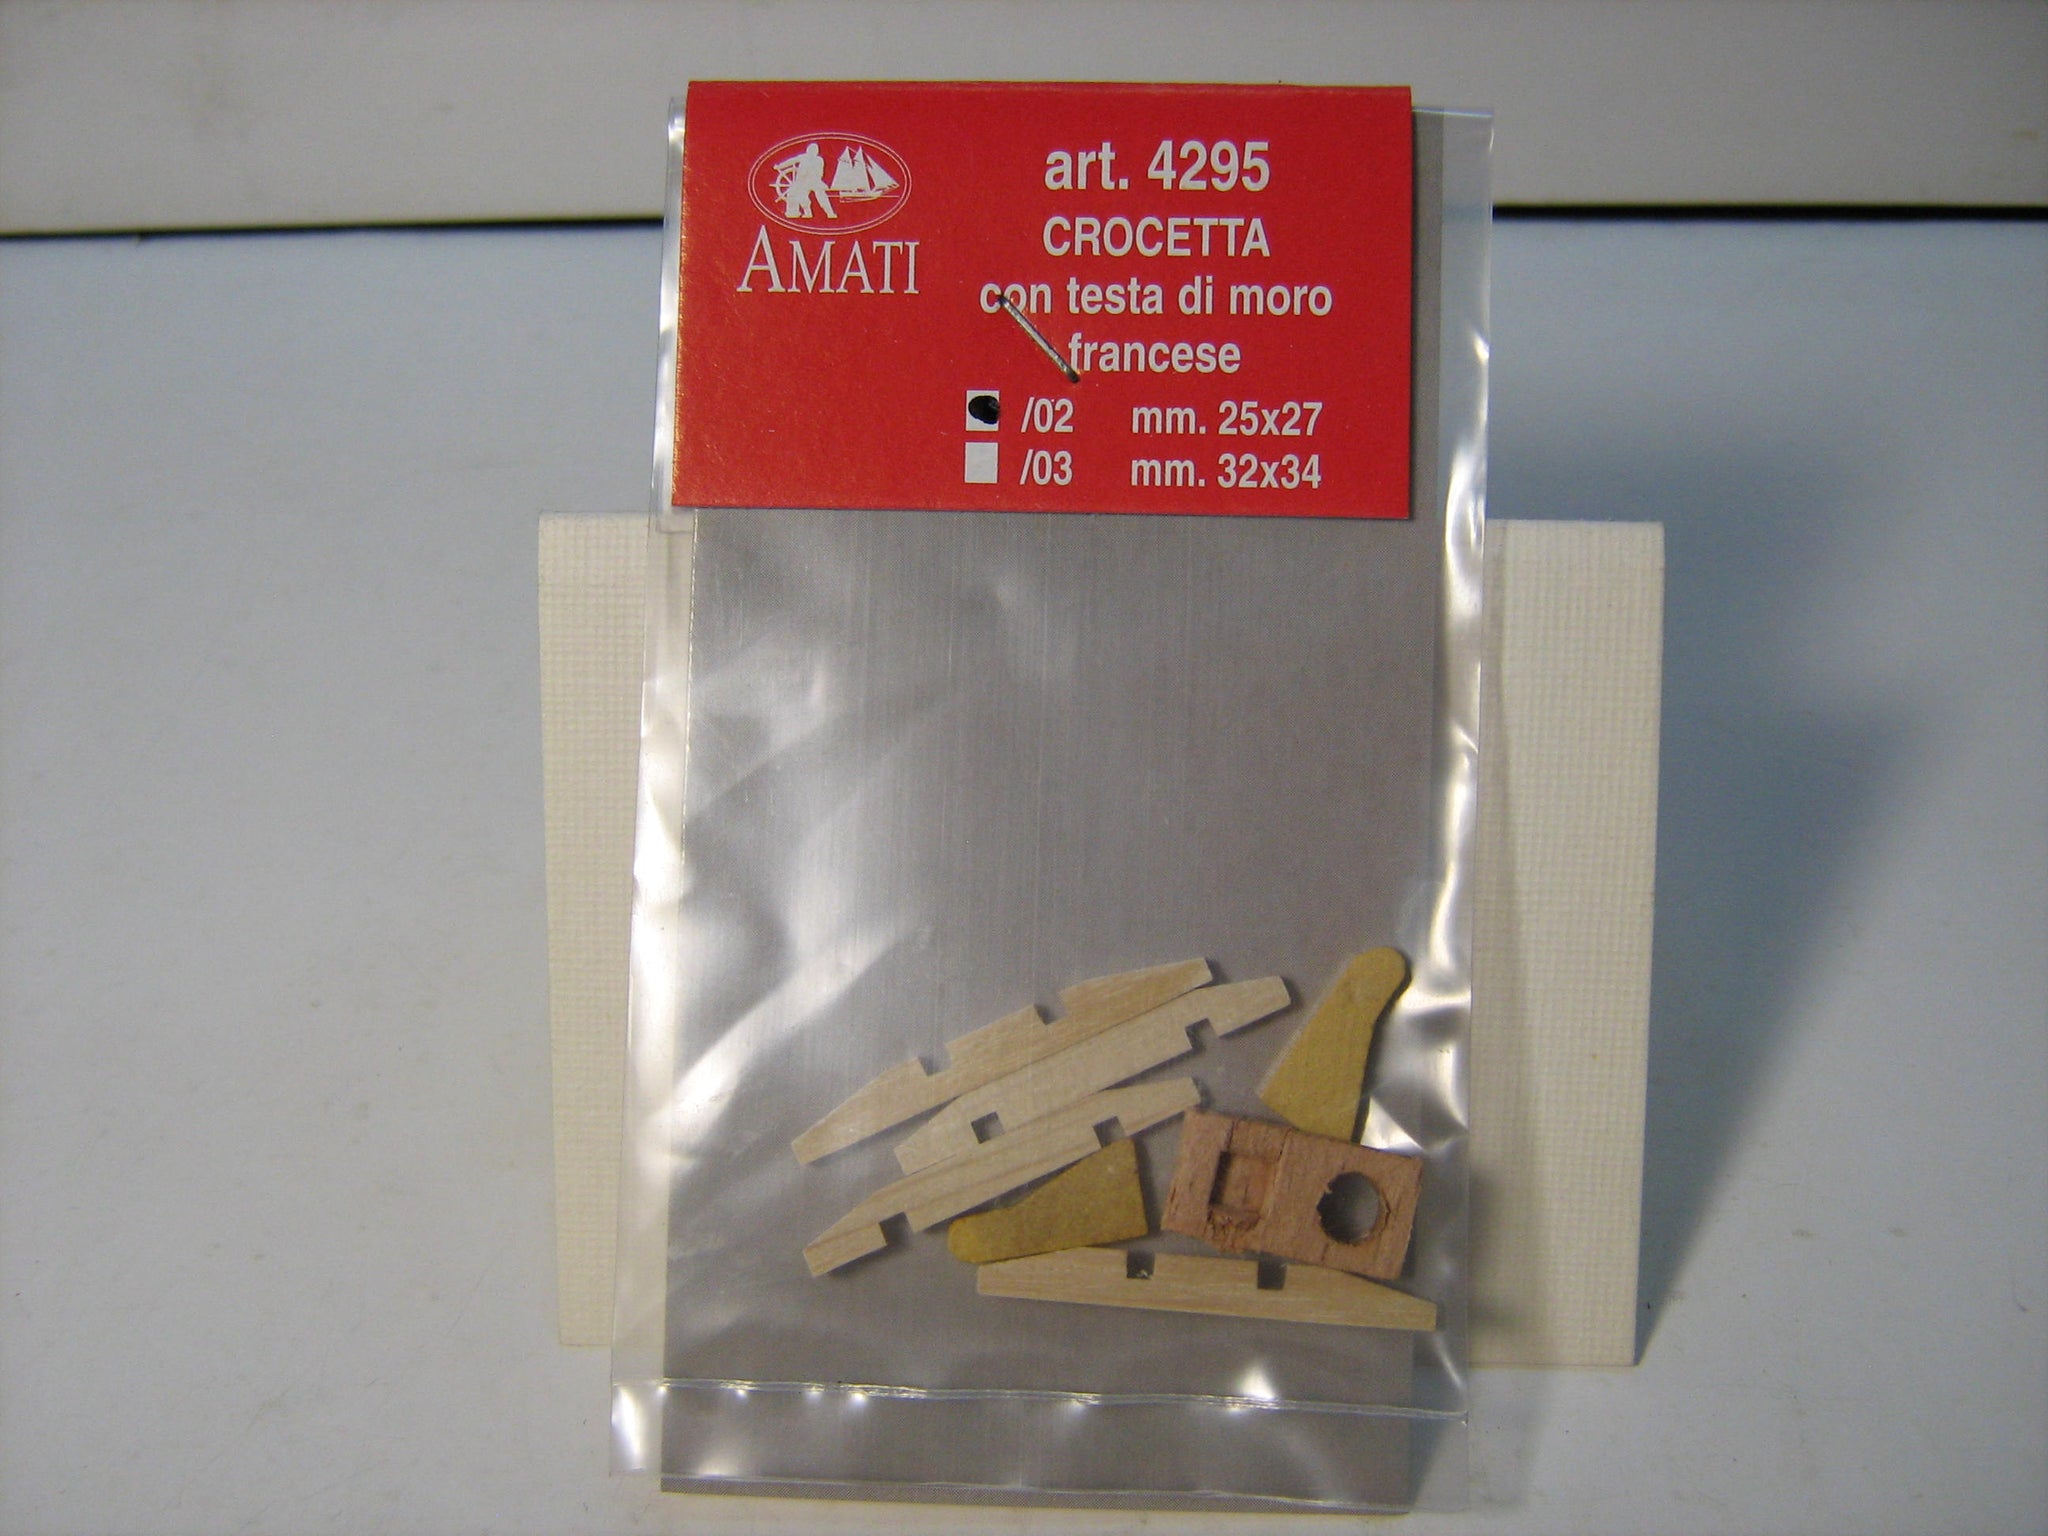 AMATI
art. 4295
CROCETTA
con testa di moro
francese
/02 mm. 25x27
/03 mm. 32x34